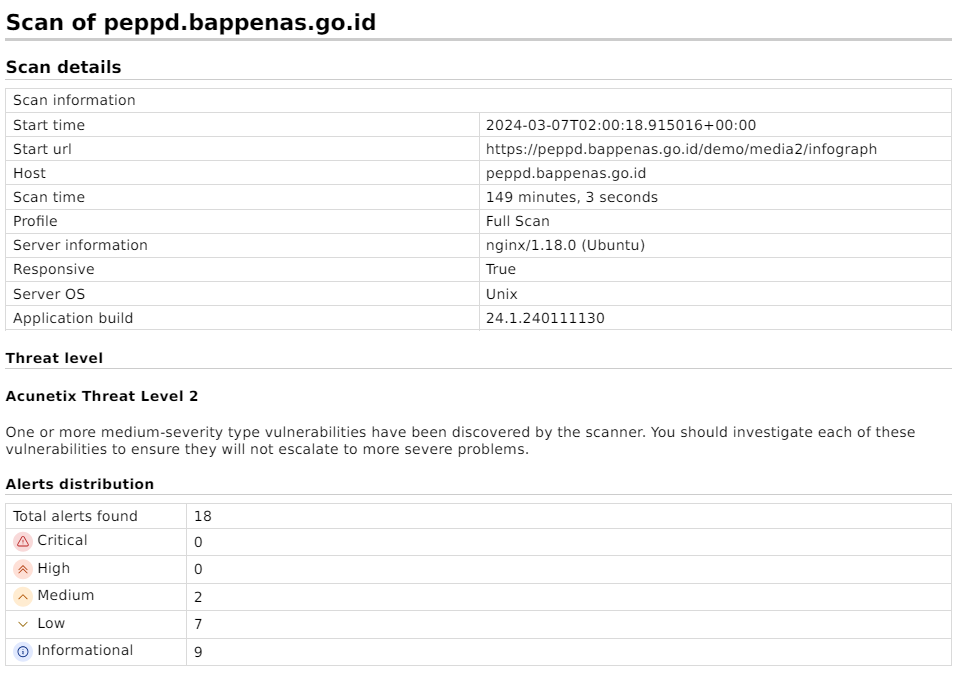 Scan of peppd.bappenas.go.id
Scan details
Scan information
Start time 2024-03-07T02:00:18.915016+00:00
Start url https://peppd.bappenas.go.id/demo/media2/infograph
Host peppd.bappenas.go.id
Scan time 149 minutes, 3 seconds
Profile Full Scan
Server information nginx/1.18.0 (Ubuntu)
Responsive True
Server OS Unix
Application build 24.1.240111130
Threat level
Acunetix Threat Level 2
One or more medium-severity type vulnerabilities have been discovered by the scanner. You should investigate each of these
vulnerabilities to ensure they will not escalate to more severe problems.
Alerts distribution
Total alerts found 18
Critical 0
High 0
Medium 2
Low 7
Informational 9